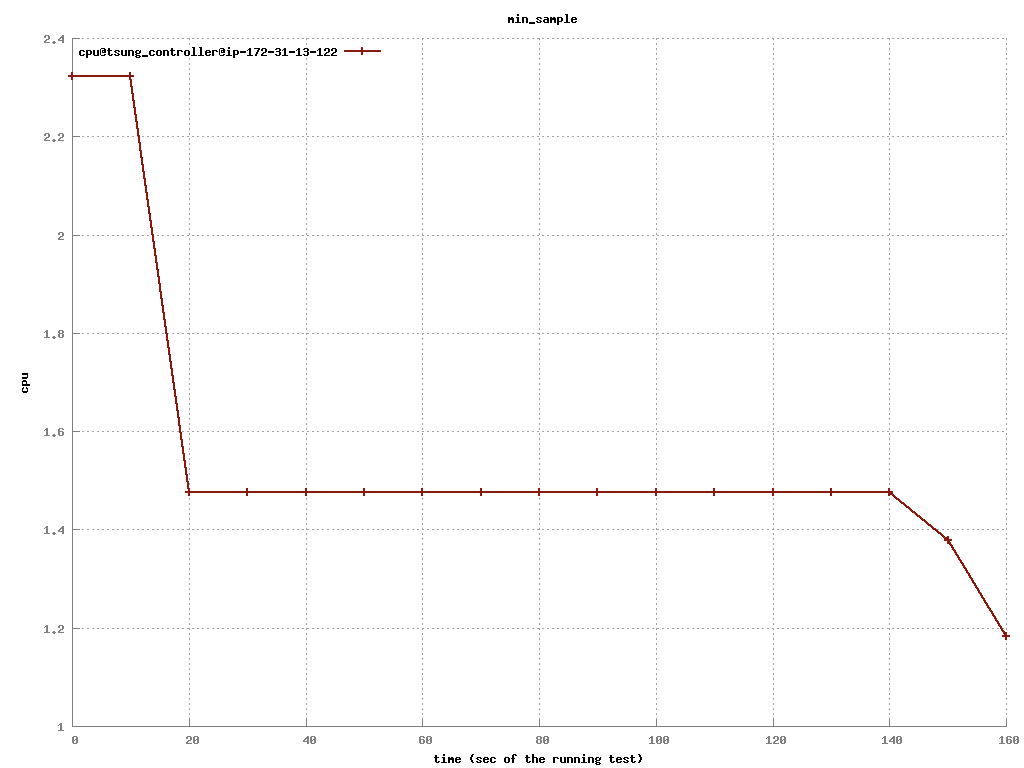 min_sample
2.4
cpu@tsung_controller@ip-172-31-13-122
2.2
2
1.8
cpu
1.6
1.4
1.2
1
0 20 40 60 80 100 120 140 160
time (sec of the running test)